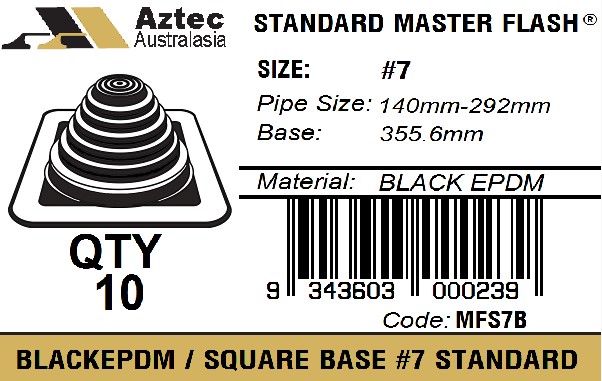 Aztec
Australasia
STANDARD MASTER FLASH®
SIZE: #7
Pipe Size: 140mm-292mm
Base: 355.6mm
Material: BLACK EPDM
QTY
10
9 343603 000239
Code: MFS7B
BLACKEPDM / SQUARE BASE #7 STANDARD